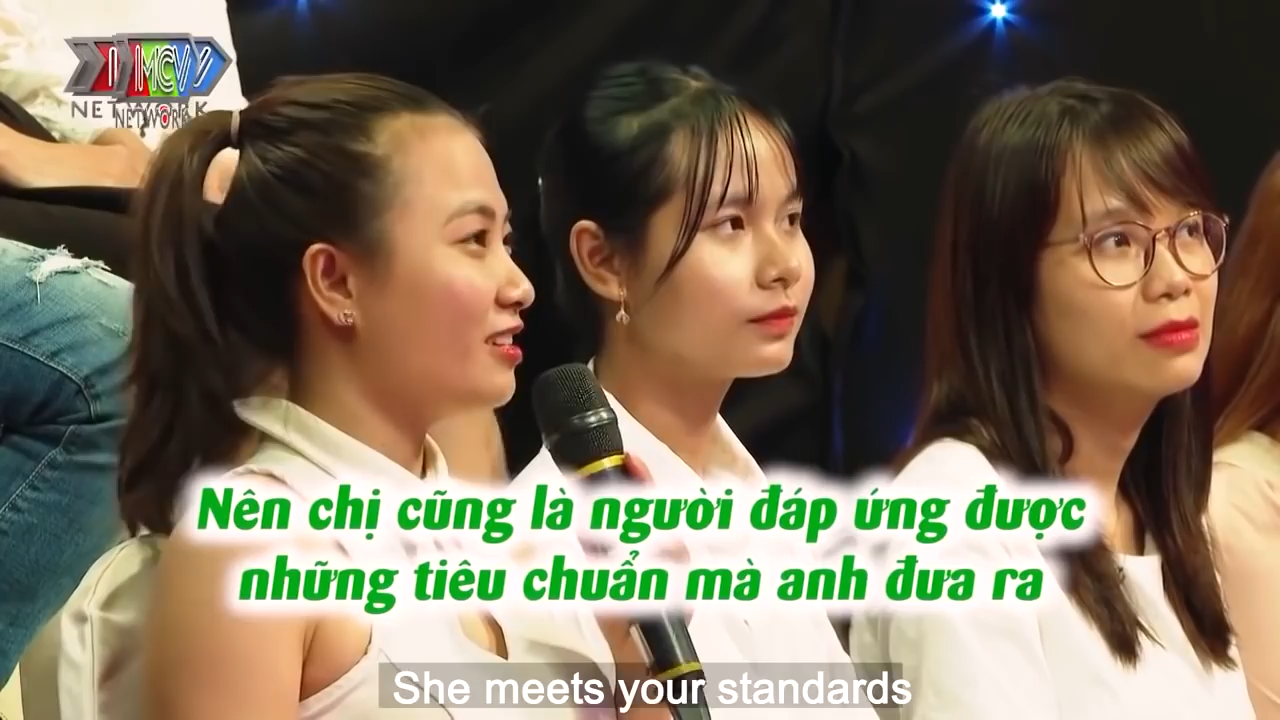 MCV
NETWORK
NETWORK
Nên chị cũng là người đáp ứng được
những tiêu chuẩn mà anh đưa ra
She meets your standards